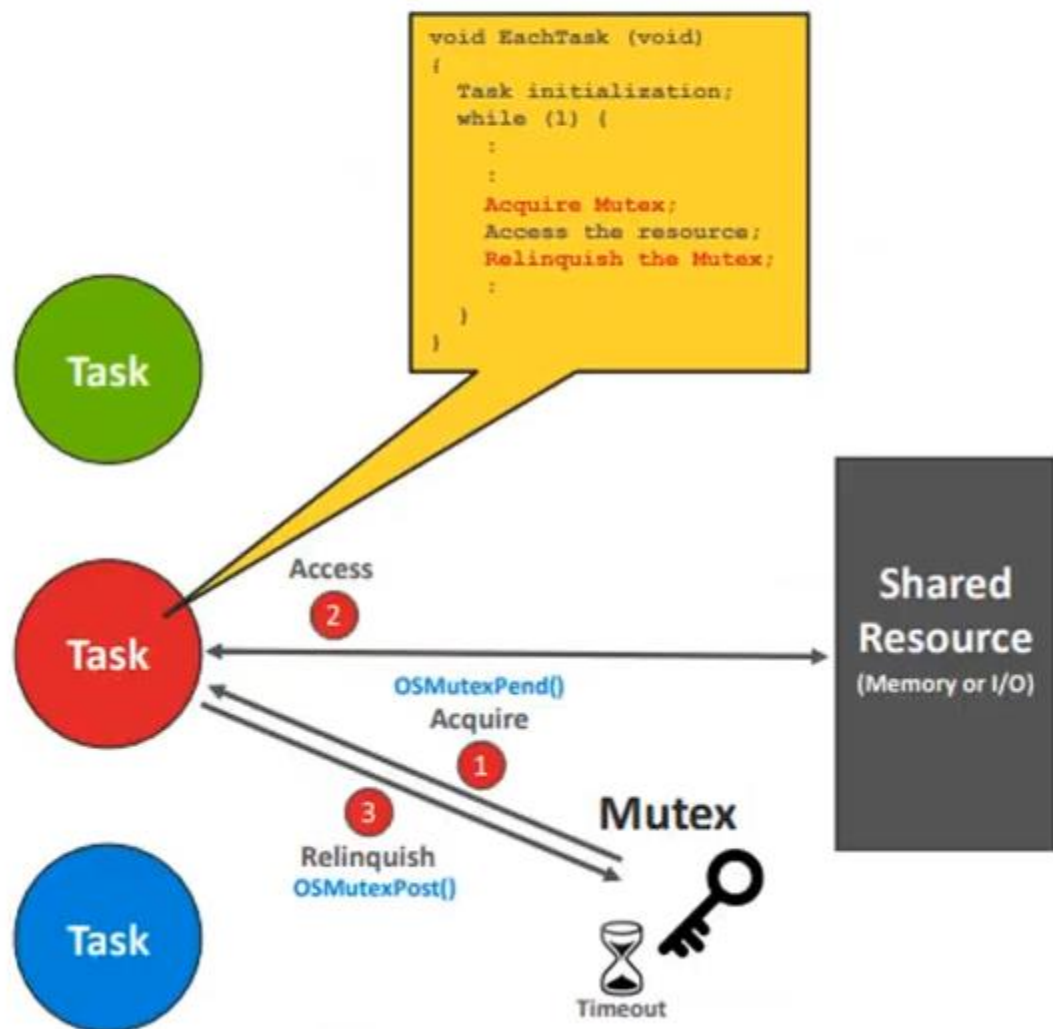 void EachTask (void)
{
Task initialization;
while (1) {
:
:
Acquire Mutex;
Access the resource;
Relinquish the Mutex;
:
}
}
Task
Task
Access
2
Shared
Resource
(Memory or I/O)
OSMutexPend()
Acquire
1
3
Relinquish
OSMutexPost()
Mutex
Task
Timeout